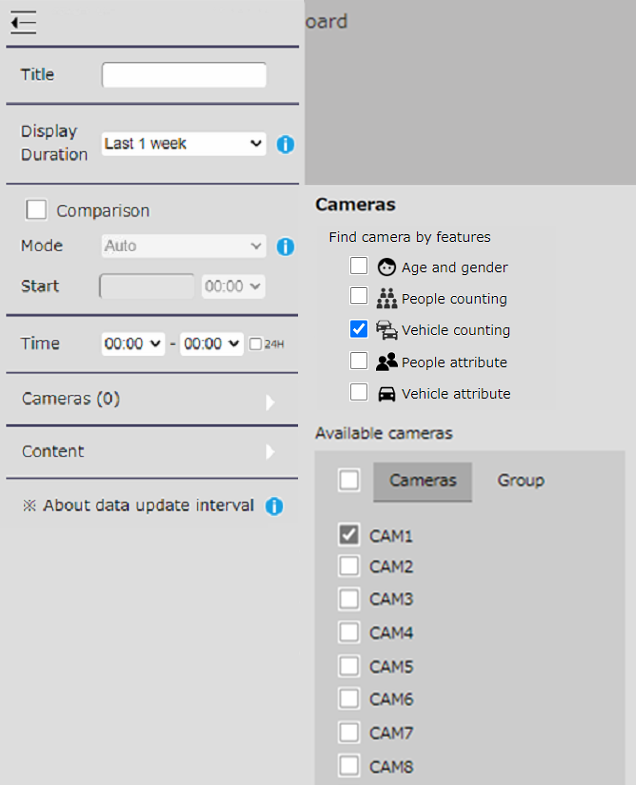 oard
Title
Display
Duration
Last 1 week
Comparison
Mode
Auto
Start
00:00
Time
00:00 - 00:00 24H
Cameras (0)
Content
※ About data update interval
Cameras
Find camera by features
Age and gender
People counting
Vehicle counting
People attribute
Vehicle attribute
Available cameras
Cameras Group
CAM1
CAM2
CAM3
CAM4
CAM5
CAM6
CAM7
CAM8